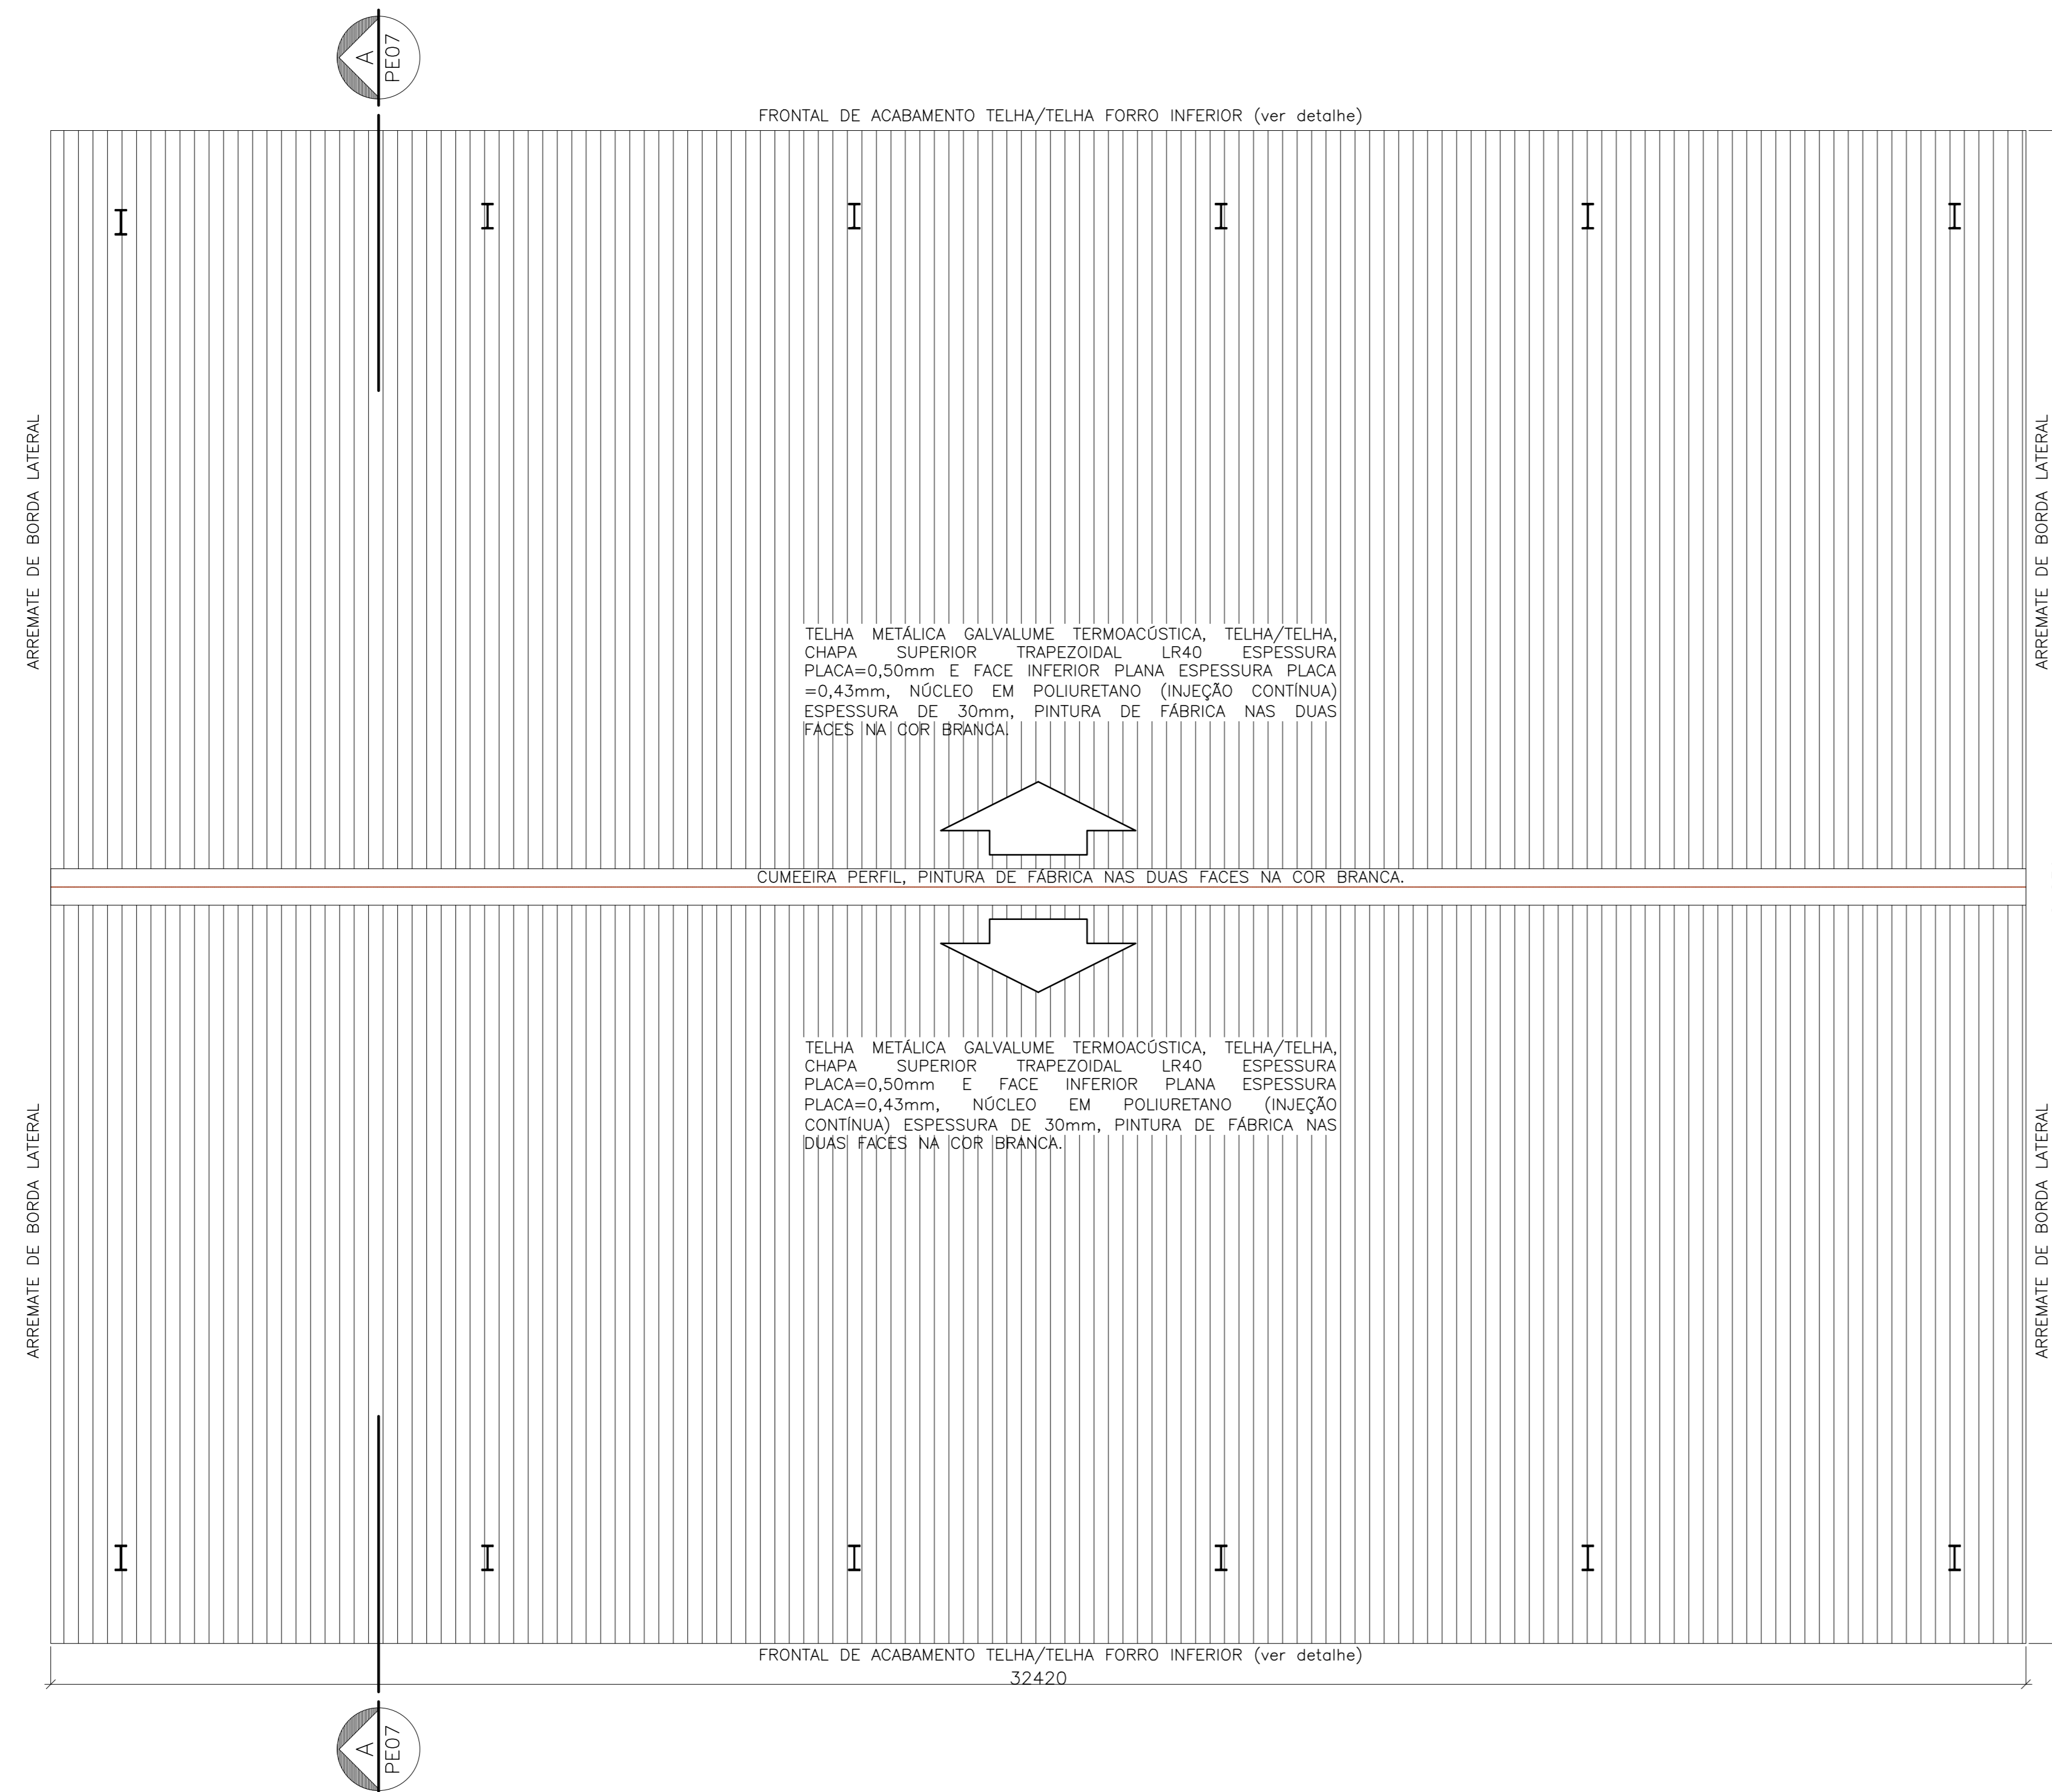 A
PE07
FRONTAL DE ACABAMENTO TELHA/TELHA FORRO INFERIOR (ver detalhe)
ARREMATE DE BORDA LATERAL
ARREMATE DE BORDA LATERAL
TELHA METÁLICA GALVALUME TERMOACÚSTICA, TELHA/TELHA,
CHAPA SUPERIOR TRAPEZOIDAL LR40 ESPESSURA
PLACA=0,50mm E FACE INFERIOR PLANA ESPESSURA PLACA
=0,43mm, NÚCLEO EM POLIURETANO (INJEÇÃO CONTÍNUA)
ESPESSURA DE 30mm, PINTURA DE FÁBRICA NAS DUAS
FACES NA COR BRANCA.
CUMEEIRA PERFIL, PINTURA DE FÁBRICA NAS DUAS FACES NA COR BRANCA.
TELHA METÁLICA GALVALUME TERMOACÚSTICA, TELHA/TELHA,
CHAPA SUPERIOR TRAPEZOIDAL LR40 ESPESSURA
PLACA=0,50mm E FACE INFERIOR PLANA ESPESSURA
PLACA=0,43mm, NÚCLEO EM POLIURETANO (INJEÇÃO
CONTÍNUA) ESPESSURA DE 30mm, PINTURA DE FÁBRICA NAS
DUAS FACES NA COR BRANCA.
ARREMATE DE BORDA LATERAL
ARREMATE DE BORDA LATERAL
FRONTAL DE ACABAMENTO TELHA/TELHA FORRO INFERIOR (ver detalhe)
32420
A
PE07